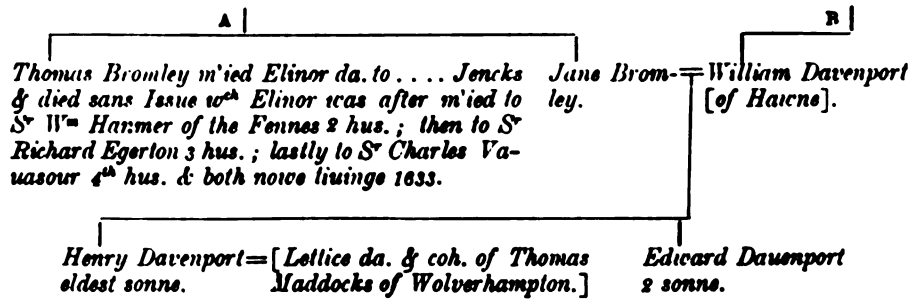 A B
Thomas Bromley m'ied Elinor da. to .... Jencks
& died sans Issue wᶜʰ Elinor was after m'ied to
Sʳ Wᵐ Hanmer of the Fennes 2 hus.; then to Sʳ
Richard Egerton 3 hus.; lastly to Sʳ Charles Va-
uasour 4ᵗʰ hus. & both nowe liuinge 1633.
Jane Brom-=William Davenport
ley. [of Hawne].
Henry Davenport=[Lettice da. & coh. of Thomas
eldest sonne. Maddocks of Wolverhampton.]
Edward Dauenport
2 sonne.